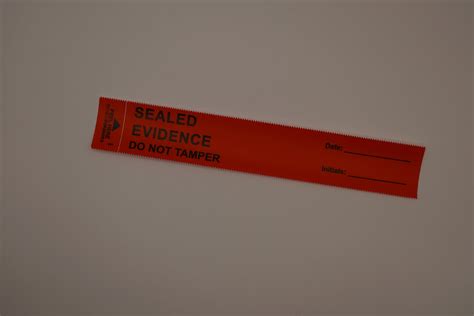 SEALED
EVIDENCE
DO NOT TAMPER
Date:
Initials: